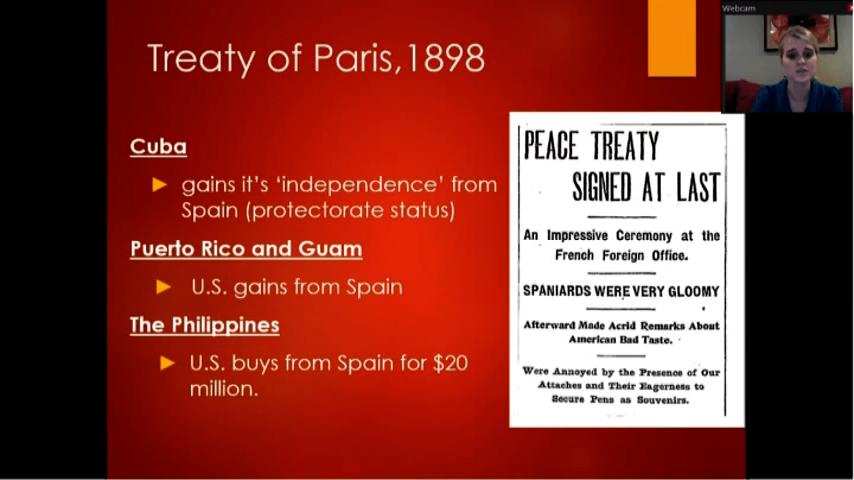 Webcam
Treaty of Paris,1898
Cuba
gains it's 'independence' from
Spain (protectorate status)
Puerto Rico and Guam
U.S. gains from Spain
The Philippines
U.S. buys from Spain for $20
million.
PEACE TREATY
SIGNED AT LAST
An Impressive Ceremony at the
French Foreign Office.
SPANIARDS WERE VERY GLOOMY
Afterward Made Acrid Remarks About
American Bad Taste.
Were Annoyed by the Presence of Our
Attaches and Their Eagerness to
Secure Pens as Souvenirs.